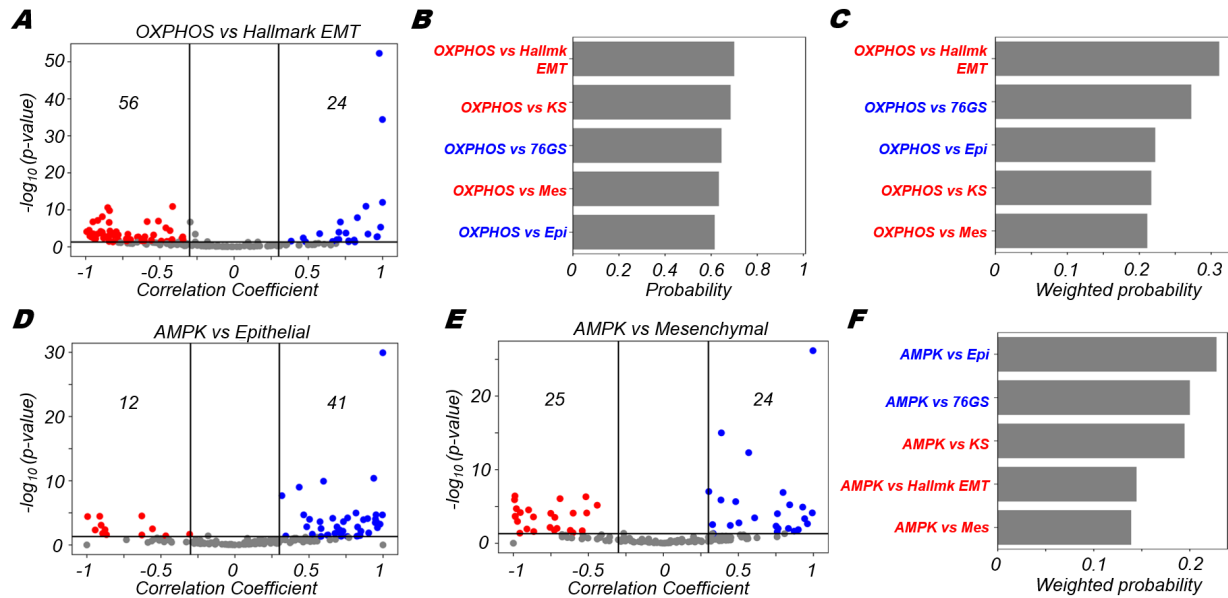 A
OXPHOS vs Hallmark EMT
-log10 (p-value)
50
40
30
20
10
0
56
24
-1
-0.5
0
0.5
1
Correlation Coefficient
B
OXPHOS vs Hallmk
EMT
OXPHOS vs KS
OXPHOS vs 76GS
OXPHOS vs Mes
OXPHOS vs Epi
0
0.2
0.4
0.6
0.8
1
Probability
C
OXPHOS vs Hallmk
EMT
OXPHOS vs 76GS
OXPHOS vs Epi
OXPHOS vs KS
OXPHOS vs Mes
0
0.1
0.2
0.3
Weighted probability
D
AMPK vs Epithelial
-log10 (p-value)
30
20
10
0
12
41
-1
-0.5
0
0.5
1
Correlation Coefficient
E
AMPK vs Mesenchymal
-log10 (p-value)
20
10
0
25
24
-1
-0.5
0
0.5
1
Correlation Coefficient
F
AMPK vs Epi
AMPK vs 76GS
AMPK vs KS
AMPK vs Hallmk EMT
AMPK vs Mes
0
0.1
0.2
Weighted probability